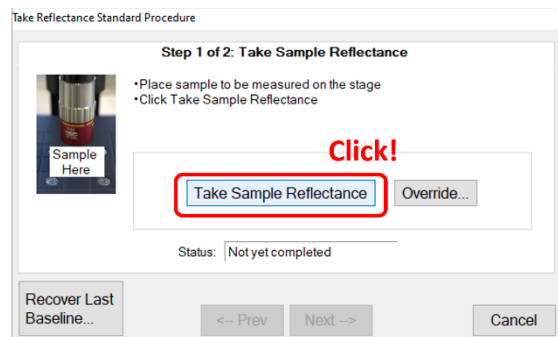 Take Reflectance Standard Procedure
Step 1 of 2: Take Sample Reflectance
•Place sample to be measured on the stage
•Click Take Sample Reflectance
Sample
Here
Click!
Take Sample Reflectance
Override...
Status:
Not yet completed
Recover Last
Baseline...
<-- Prev
Next -->
Cancel